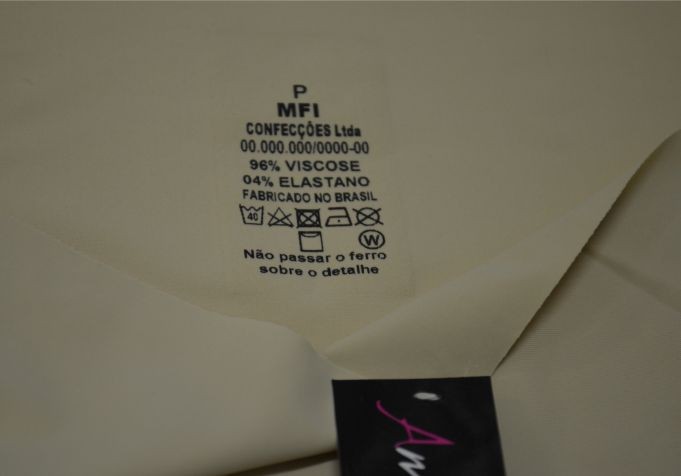 P
MFI
CONFECÇÕES Ltda
00.000.000/0000-00
96% VISCOSE
04% ELASTANO
FABRICADO NO BRASIL
40
W
Não passar o ferro
sobre o detalhe